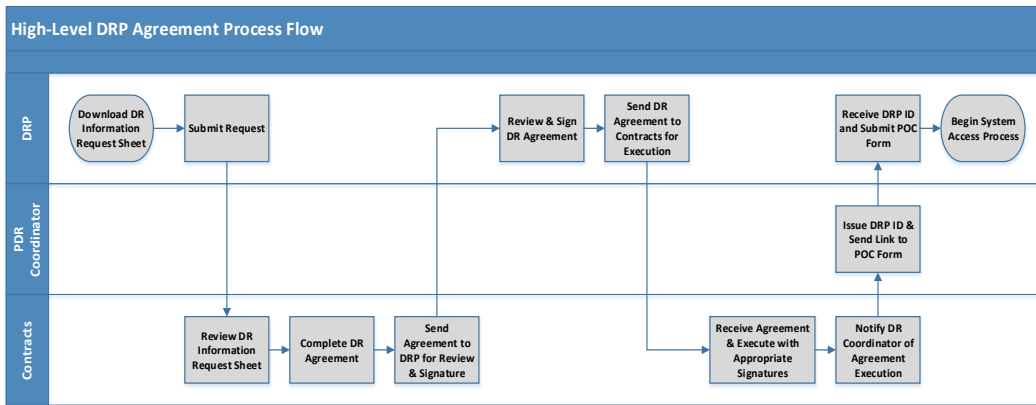 High-Level DRP Agreement Process Flow
DRP
Download DR
Information
Request Sheet
Submit Request
Review & Sign
DR Agreement
Send DR
Agreement to
Contracts for
Execution
Receive DRP ID
and Submit POC
Form
Begin System
Access Process
PDR
Coordinator
Issue DRP ID &
Send Link to
POC Form
Contracts
Review DR
Information
Request Sheet
Complete DR
Agreement
Send
Agreement to
DRP for Review
& Signature
Receive Agreement
& Execute with
Appropriate
Signatures
Notify DR
Coordinator of
Agreement
Execution